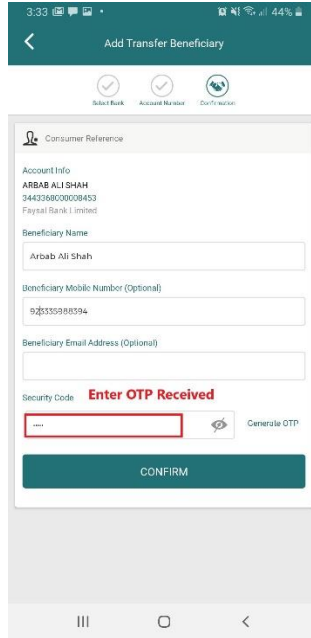 3:33 44%
Add Transfer Beneficiary
Select Bank Account Number Confirmation
Consumer Reference
Account Info
ARBAB ALI SHAH
3443368000008453
Faysal Bank Limited
Beneficiary Name
Arbab Ali Shah
Beneficiary Mobile Number (Optional)
923335988394
Beneficiary Email Address (Optional)
Security Code Enter OTP Received
····· Generate OTP
CONFIRM